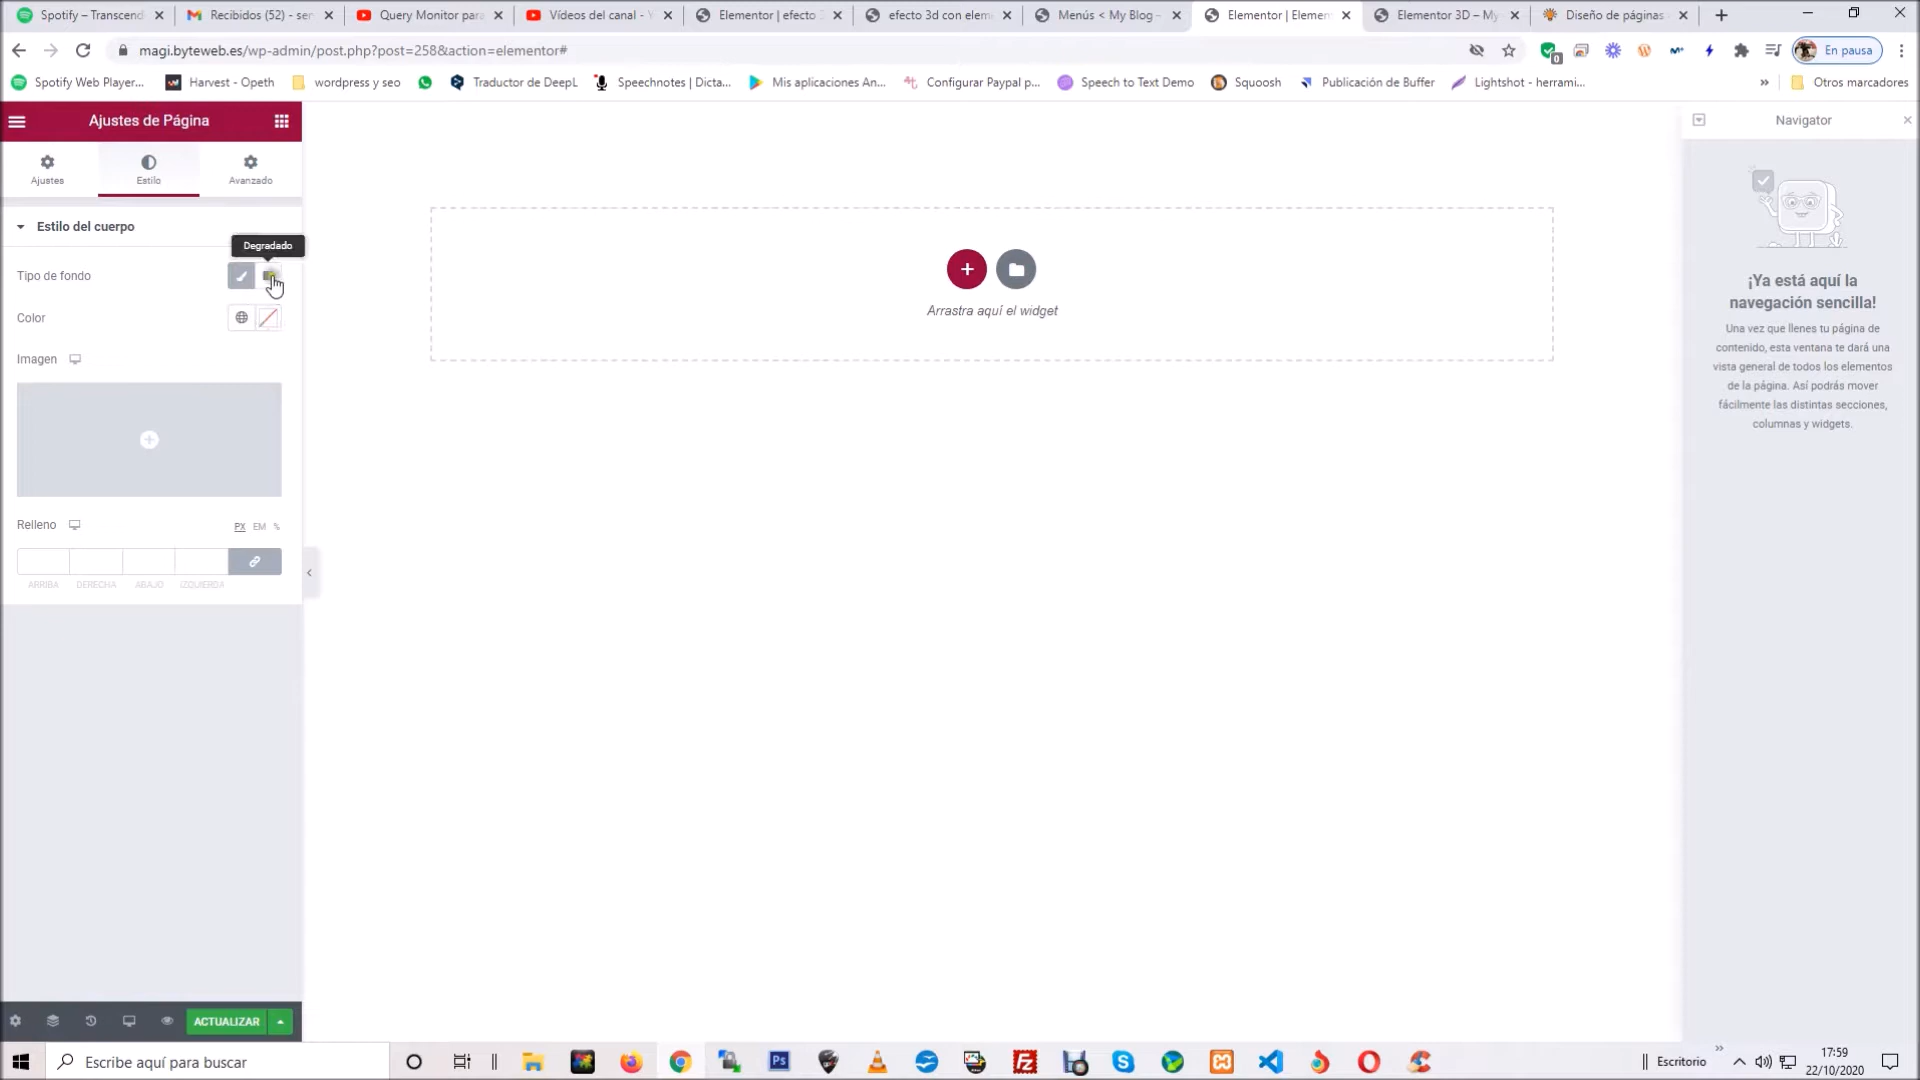 Spotify – Transcend
Recibidos (52) - ser
Query Monitor para
Vídeos del canal - Y
Elementor | efecto
efecto 3d con elem
Menús < My Blog –
Elementor | Elemen
Elementor 3D – My
Diseño de páginas
magi.byteweb.es/wp-admin/post.php?post=258&action=elementor#
0
En pausa
Spotify Web Player...
Harvest - Opeth
wordpress y seo
Traductor de DeepL
Speechnotes | Dicta...
Mis aplicaciones An...
Configurar Paypal p...
Speech to Text Demo
Squoosh
Publicación de Buffer
Lightshot - herrami...
»
Otros marcadores
Ajustes de Página
Navigator
Ajustes
Estilo
Avanzado
Estilo del cuerpo
Degradado
Tipo de fondo
Color
Imagen
Relleno
PX EM %
ARRIBA DERECHA ABAJO IZQUIERDA
Arrastra aquí el widget
¡Ya está aquí la
navegación sencilla!
Una vez que llenes tu página de
contenido, esta ventana te dará una
vista general de todos los elementos
de la página. Así podrás mover
fácilmente las distintas secciones,
columnas y widgets.
ACTUALIZAR
Escribe aquí para buscar
Ps
Escritorio
»
17:59
22/10/2020